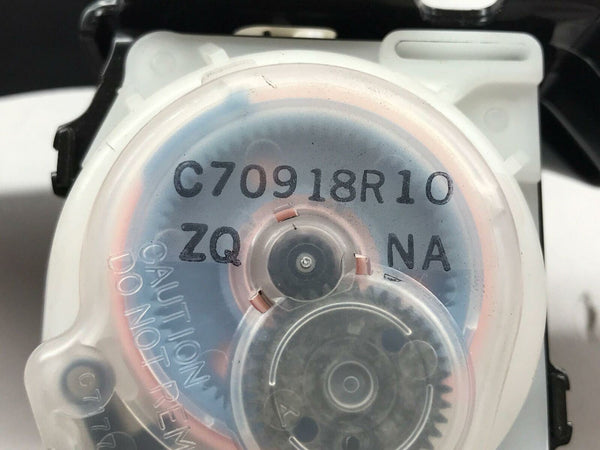 C70918R10
ZQ NA
CAUTION
DO NOT REM
A